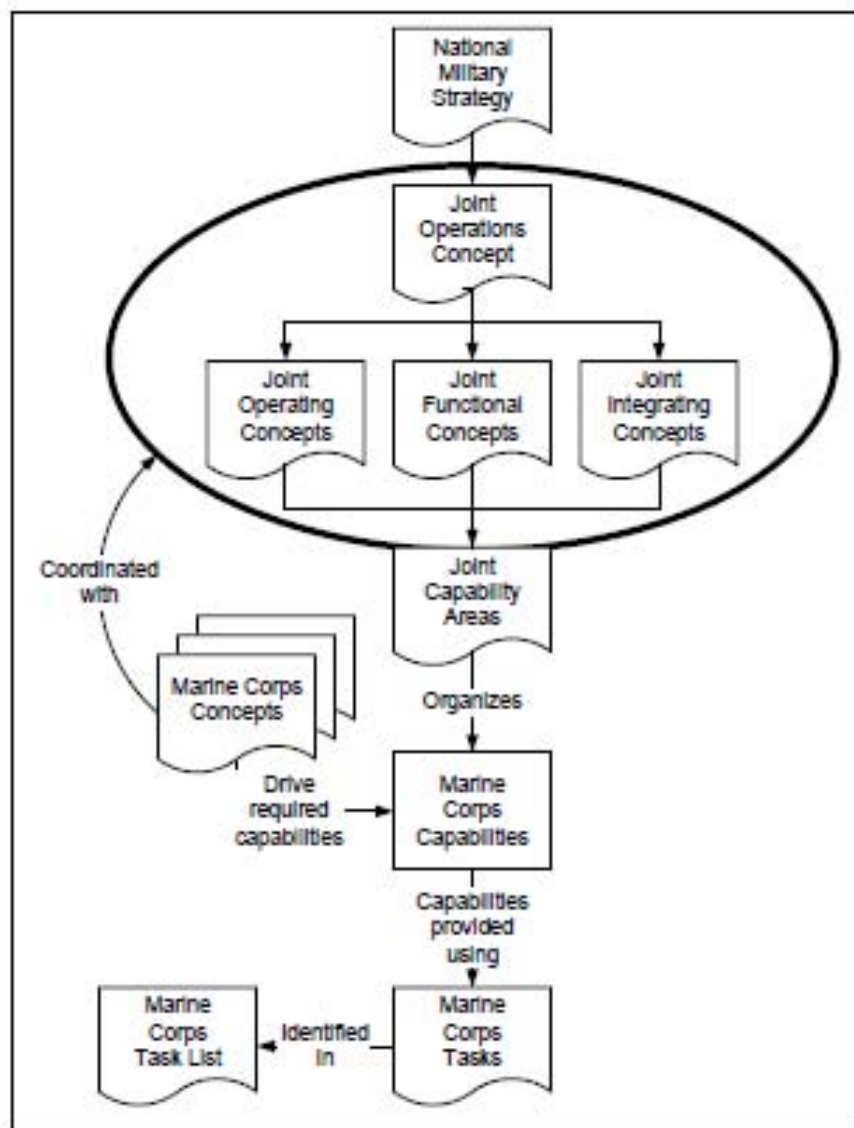 National
Military
Strategy
Joint
Operations
Concept
Joint
Operating
Concepts
Joint
Functional
Concepts
Joint
Integrating
Concepts
Coordinated
with
Joint
Capability
Areas
Marine Corps
Concepts
Organizes
Drive
required
capabilities
Marine
Corps
Capabilities
Capabilities
provided
using
Marine
Corps
Task List
Identified
In
Marine
Corps
Tasks